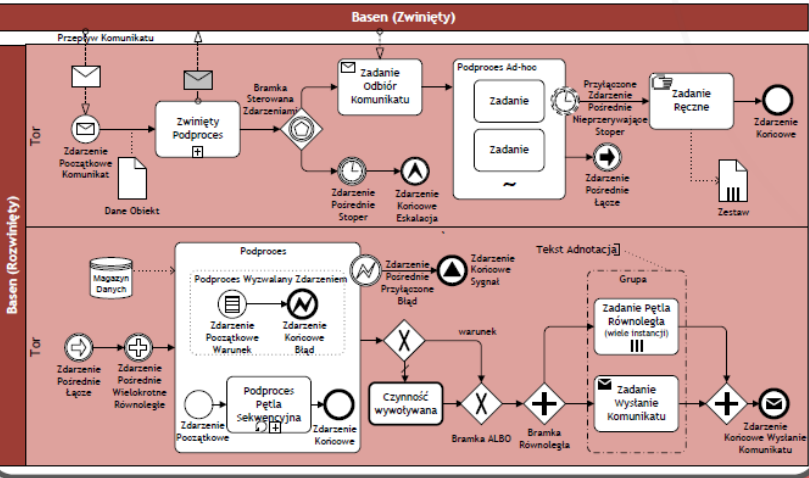 Basen (Zwinięty)
Przepływ Komunikatu
Basen (Rozwinięty)
Tor
Zdarzenie
Początkowe
Komunikat
Zwinięty
Podproces
Dane Obiekt
Bramka
Sterowana
Zdarzeniami
Zadanie
Odbiór
Komunikatu
Zdarzenie
Pośrednie
Stoper
Zdarzenie
Końcowe
Eskalacja
Podproces Ad-hoc
Zadanie
Zadanie
~
Przyłączone
Zdarzenie
Pośrednie
Nieprzerywające
Stoper
Zdarzenie
Pośrednie
Łącze
Zadanie
Ręczne
Zdarzenie
Końcowe
Zestaw
Tor
Magazyn
Danych
Zdarzenie
Pośrednie
Łącze
Zdarzenie
Pośrednie
Wielokrotne
Równoległe
Podproces
Podproces Wyzwalany Zdarzeniem
Zdarzenie
Początkowe
Warunek
Zdarzenie
Końcowe
Błąd
Zdarzenie
Początkowe
Podproces
Pętla
Sekwencyjna
Zdarzenie
Końcowe
Zdarzenie
Pośrednie
Przyłączone
Błąd
Zdarzenie
Końcowe
Sygnał
warunek
Czynność
wywoływana
Bramka ALBO
Bramka
Równoległa
Tekst Adnotacja
Grupa
Zadanie Pętla
Równoległa
(wiele instancji)
Zadanie
Wysłanie
Komunikatu
Zdarzenie
Końcowe Wysłanie
Komunikatu